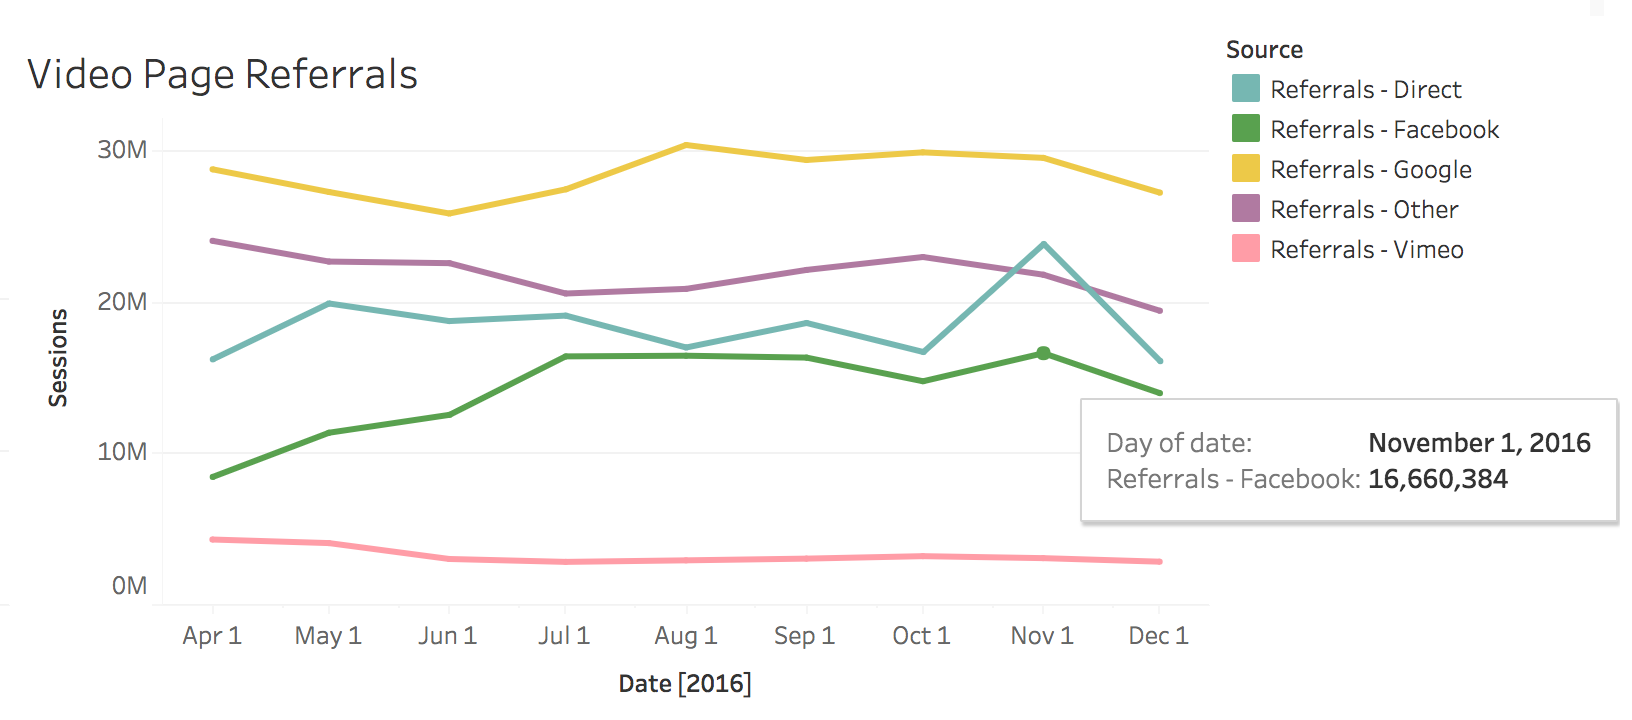 Video Page Referrals
Source
Referrals - Direct
Referrals - Facebook
Referrals - Google
Referrals - Other
Referrals - Vimeo
Sessions
30M
20M
10M
0M
Day of date: November 1, 2016
Referrals - Facebook: 16,660,384
Apr 1 May 1 Jun 1 Jul 1 Aug 1 Sep 1 Oct 1 Nov 1 Dec 1
Date [2016]